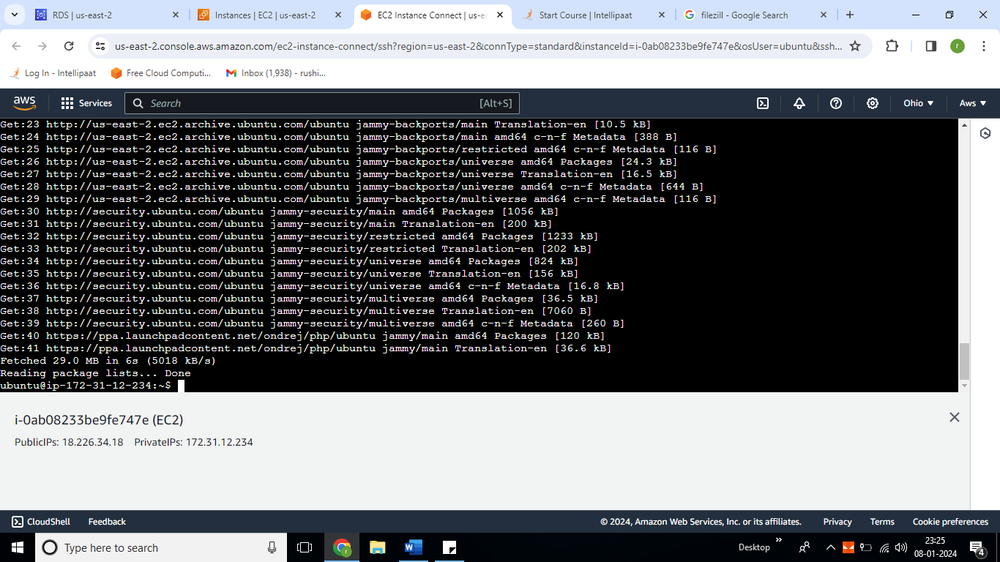 RDS | us-east-2
Instances | EC2 | us-east-2
EC2 Instance Connect | us-ea
Start Course | Intellipaat
filezill - Google Search
us-east-2.console.aws.amazon.com/ec2-instance-connect/ssh?region=us-east-2&connType=standard&instanceId=i-0ab08233be9fe747e&osUser=ubuntu&ssh...
r
Log In - Intellipaat
Free Cloud Computi...
Inbox (1,938) - rushi...
aws
Services
Search
[Alt+S]
Ohio
Aws
Get:23 http://us-east-2.ec2.archive.ubuntu.com/ubuntu jammy-backports/main Translation-en [10.5 kB]
Get:24 http://us-east-2.ec2.archive.ubuntu.com/ubuntu jammy-backports/main amd64 c-n-f Metadata [388 B]
Get:25 http://us-east-2.ec2.archive.ubuntu.com/ubuntu jammy-backports/restricted amd64 c-n-f Metadata [116 B]
Get:26 http://us-east-2.ec2.archive.ubuntu.com/ubuntu jammy-backports/universe amd64 Packages [24.3 kB]
Get:27 http://us-east-2.ec2.archive.ubuntu.com/ubuntu jammy-backports/universe Translation-en [16.5 kB]
Get:28 http://us-east-2.ec2.archive.ubuntu.com/ubuntu jammy-backports/universe amd64 c-n-f Metadata [644 B]
Get:29 http://us-east-2.ec2.archive.ubuntu.com/ubuntu jammy-backports/multiverse amd64 c-n-f Metadata [116 B]
Get:30 http://security.ubuntu.com/ubuntu jammy-security/main amd64 Packages [1056 kB]
Get:31 http://security.ubuntu.com/ubuntu jammy-security/main Translation-en [200 kB]
Get:32 http://security.ubuntu.com/ubuntu jammy-security/restricted amd64 Packages [1233 kB]
Get:33 http://security.ubuntu.com/ubuntu jammy-security/restricted Translation-en [202 kB]
Get:34 http://security.ubuntu.com/ubuntu jammy-security/universe amd64 Packages [824 kB]
Get:35 http://security.ubuntu.com/ubuntu jammy-security/universe Translation-en [156 kB]
Get:36 http://security.ubuntu.com/ubuntu jammy-security/universe amd64 c-n-f Metadata [16.8 kB]
Get:37 http://security.ubuntu.com/ubuntu jammy-security/multiverse amd64 Packages [36.5 kB]
Get:38 http://security.ubuntu.com/ubuntu jammy-security/multiverse Translation-en [7060 B]
Get:39 http://security.ubuntu.com/ubuntu jammy-security/multiverse amd64 c-n-f Metadata [260 B]
Get:40 https://ppa.launchpadcontent.net/ondrej/php/ubuntu jammy/main amd64 Packages [120 kB]
Get:41 https://ppa.launchpadcontent.net/ondrej/php/ubuntu jammy/main Translation-en [36.6 kB]
Fetched 29.0 MB in 6s (5018 kB/s)
Reading package lists... Done
ubuntu@ip-172-31-12-234:~$
i-0ab08233be9fe747e (EC2)
PublicIPs: 18.226.34.18 PrivateIPs: 172.31.12.234
CloudShell
Feedback
© 2024, Amazon Web Services, Inc. or its affiliates.
Privacy
Terms
Cookie preferences
Type here to search
Desktop
23:25
08-01-2024
4